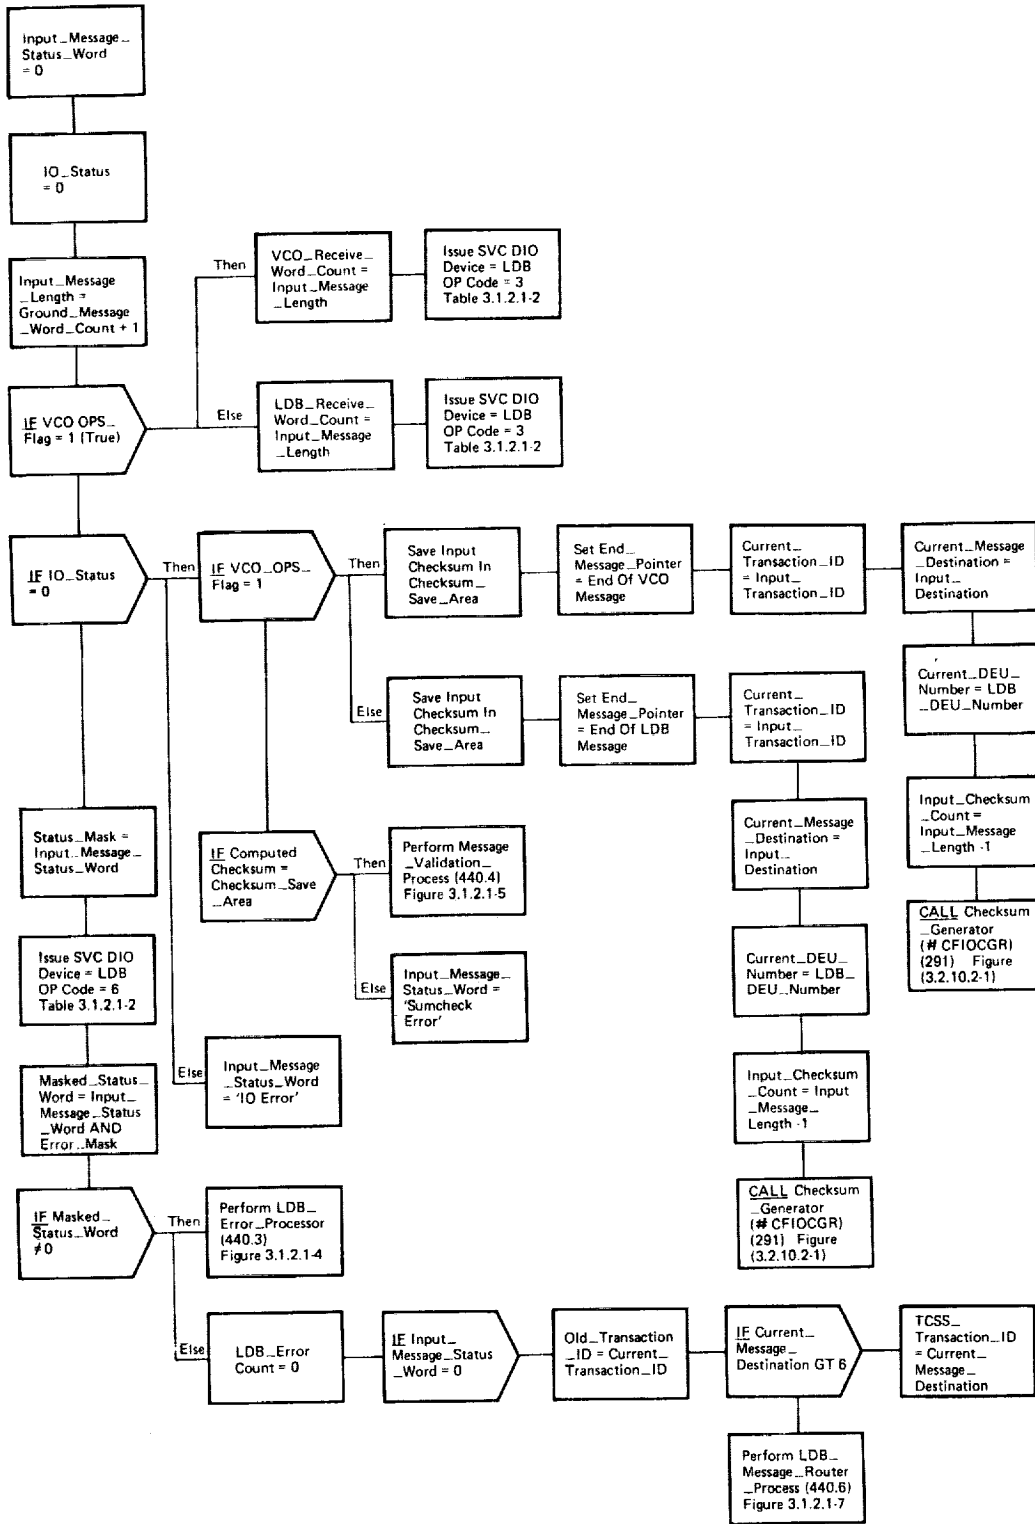 Input_Message_
Status_Word
= 0
IO_Status
= 0
Input_Message
_Length =
Ground_Message
_Word_Count + 1
IF VCO OPS_
Flag = 1 (True)
Then
VCO_Receive_
Word_Count =
Input_Message
_Length
Issue SVC DIO
Device = LDB
OP Code = 3
Table 3.1.2.1-2
Else
LDB_Receive_
Word_Count =
Input_Message
_Length
Issue SVC DIO
Device = LDB
OP Code = 3
Table 3.1.2.1-2
IF IO_Status
= 0
Then
IF VCO_OPS_
Flag = 1
Then
Save Input
Checksum In
Checksum_
Save_Area
Set End_
Message_Pointer
= End Of VCO
Message
Current_
Transaction_ID
= Input_
Transaction_ID
Current_Message
_Destination =
Input_
Destination
Current_DEU_
Number = LDB
_DEU_Number
Input_Checksum
_Count =
Input_Message
_Length -1
CALL Checksum
_Generator
(# CFIOCGR)
(291) Figure
(3.2.10.2-1)
Else
Save Input
Checksum In
Checksum_
Save_Area
Set End_
Message_Pointer
= End Of LDB
Message
Current_
Transaction_ID
= Input_
Transaction_ID
Current_Message
_Destination =
Input_
Destination
Current_DEU_
Number = LDB_
DEU_Number
Input_Checksum
_Count = Input
_Message_
Length -1
CALL Checksum
_Generator
(# CFIOCGR)
(291) Figure
(3.2.10.2-1)
IF Computed
Checksum =
Checksum_Save
_Area
Then
Perform Message
_Validation_
Process (440.4)
Figure 3.1.2.1-5
Else
Input_Message_
Status_Word =
'Sumcheck
Error'
Else
Input_Message
_Status_Word
= 'IO Error'
Status_Mask =
Input_Message_
Status_Word
Issue SVC DIO
Device = LDB
OP Code = 6
Table 3.1.2.1-2
Masked_Status_
Word = Input_
Message_Status
_Word AND
Error_Mask
IF Masked_
Status_Word
≠0
Then
Perform LDB_
Error_Processor
(440.3)
Figure 3.1.2.1-4
Else
LDB_Error
Count = 0
IF Input_
Message_Status
_Word = 0
Old_Transaction
_ID = Current_
Transaction_ID
IF Current_
Message_
Destination GT 6
TCSS_
Transaction_ID
= Current_
Message_
Destination
Perform LDB_
Message_Router
_Process (440.6)
Figure 3.1.2.1-7